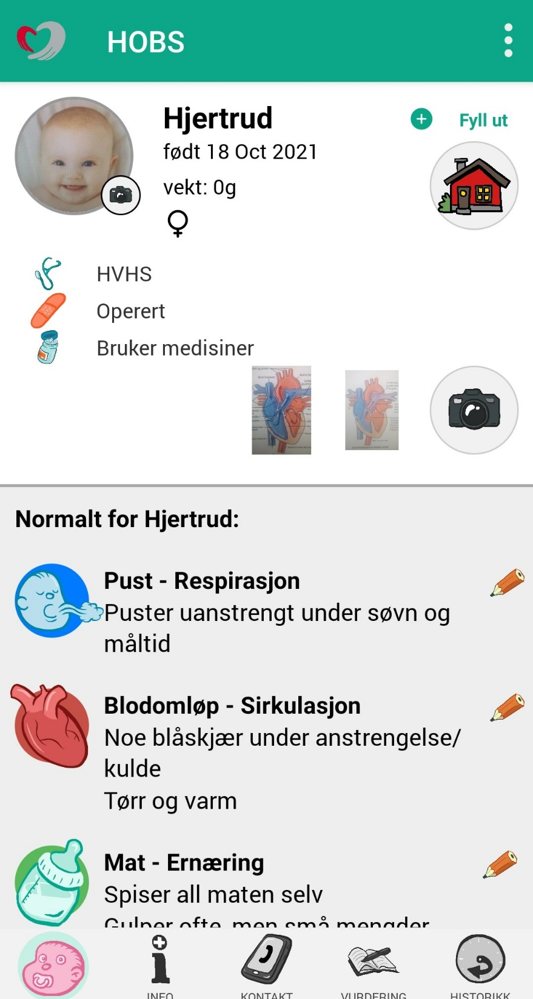 HOBS
Hjertrud
Fyll ut
født 18 Oct 2021
vekt: 0g
HVHS
Operert
Bruker medisiner
Normalt for Hjertrud:
Pust - Respirasjon
Puster uanstrengt under søvn og
måltid
Blodomløp - Sirkulasjon
Noe blåskjær under anstrengelse/
kulde
Tørr og varm
Mat - Ernæring
Spiser all maten selv
Gulper ofte, men små mengder
INFO
KONTAKT
VURDERING
HISTORIKK